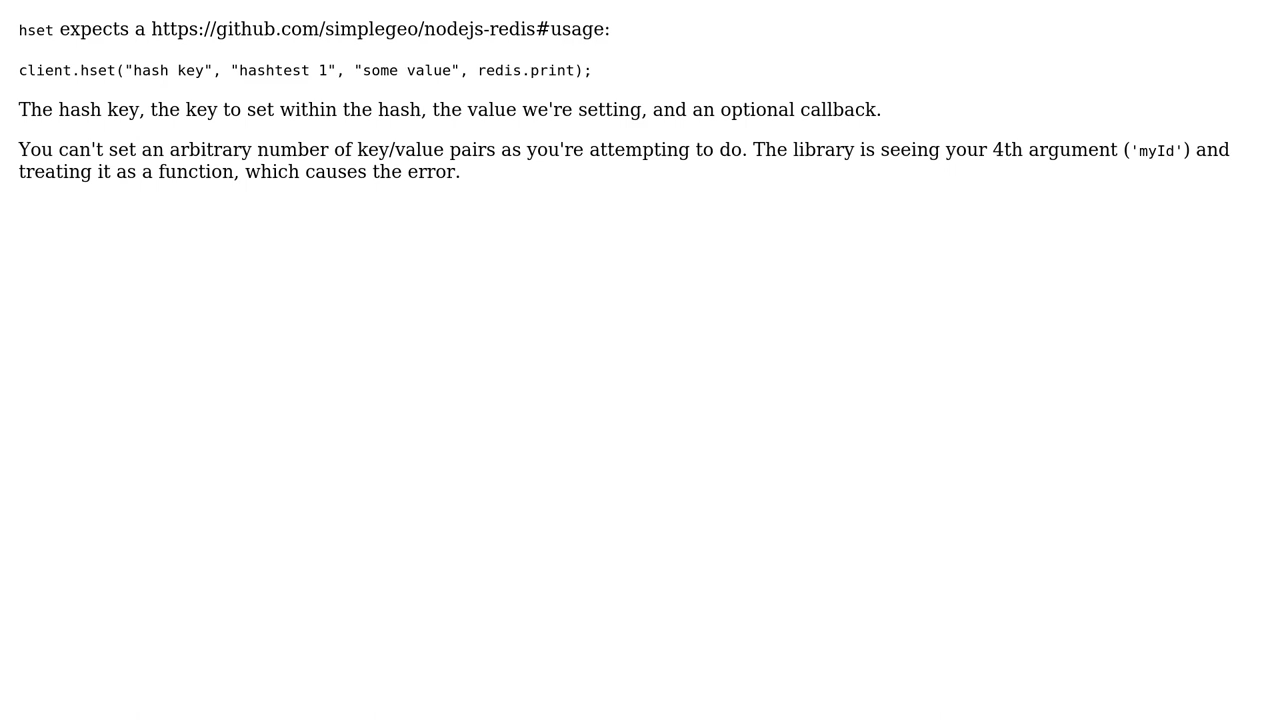 hset expects a https://github.com/simplegeo/nodejs-redis#usage:
client.hset("hash key", "hashtest 1", "some value", redis.print);
The hash key, the key to set within the hash, the value we're setting, and an optional callback.
You can't set an arbitrary number of key/value pairs as you're attempting to do. The library is seeing your 4th argument ('myId') and
treating it as a function, which causes the error.